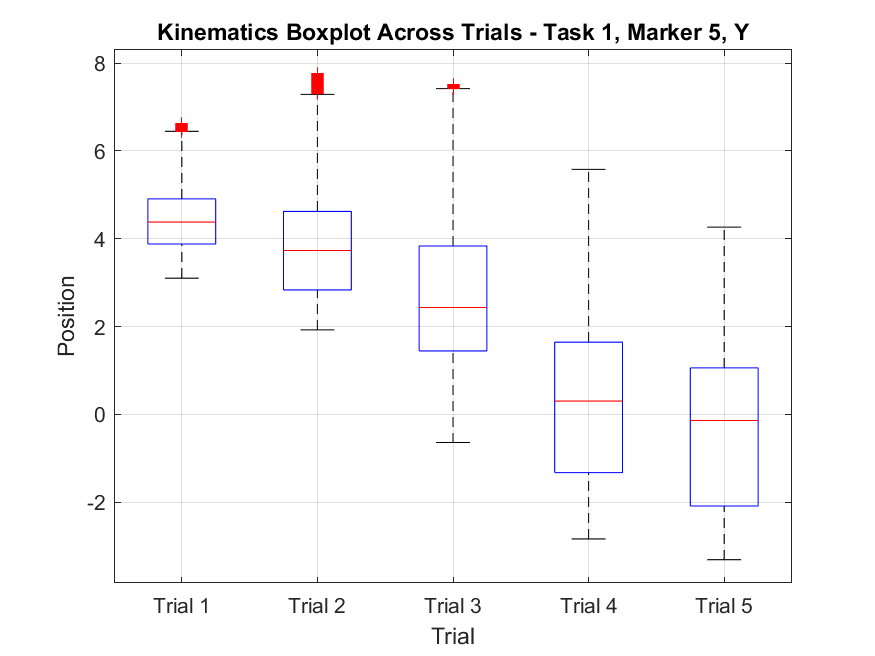 Kinematics Boxplot Across Trials - Task 1, Marker 5, Y
8
6
4
2
0
-2
Position
Trial 1 Trial 2 Trial 3 Trial 4 Trial 5
Trial